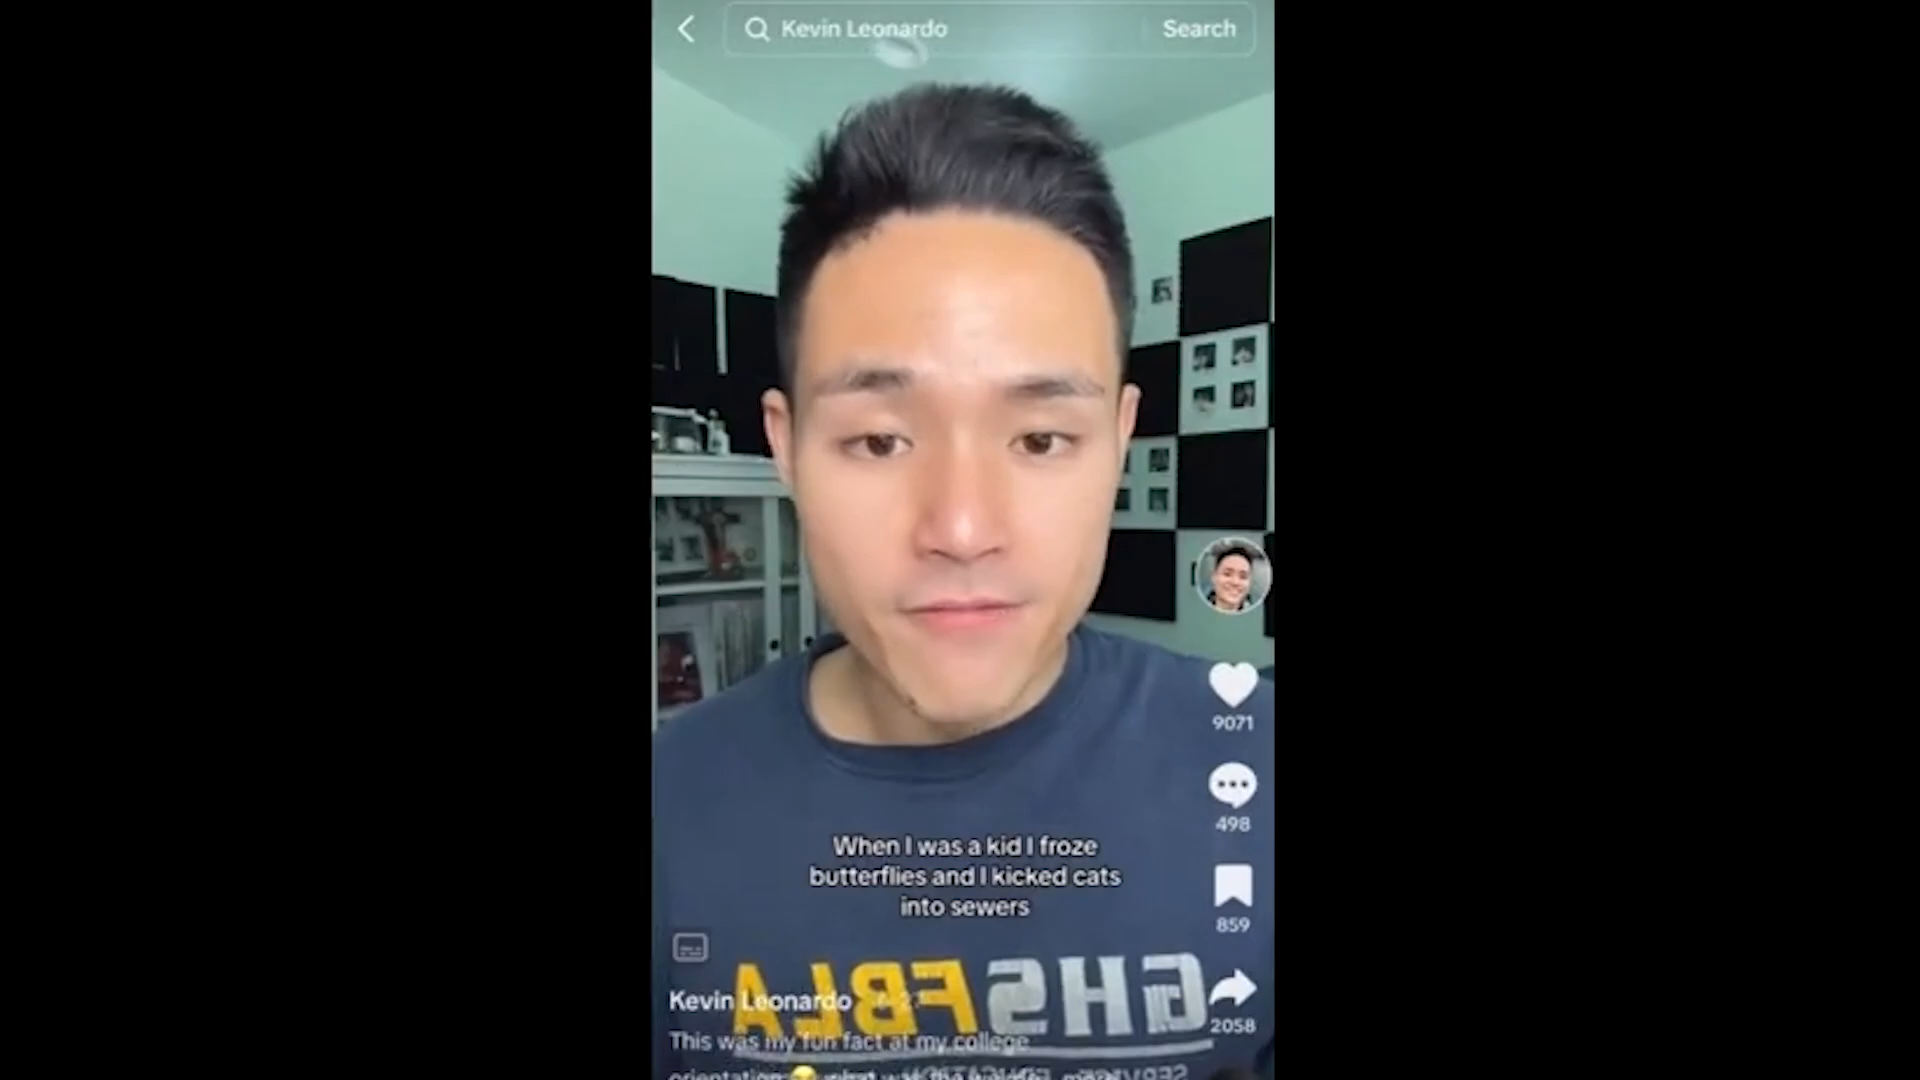 Kevin Leonardo
Search
9071
When I was a kid I froze
butterflies and I kicked cats
into sewers
498
859
GHS FBLA
Kevin Leonardo
2058
This was my fun fact at my college